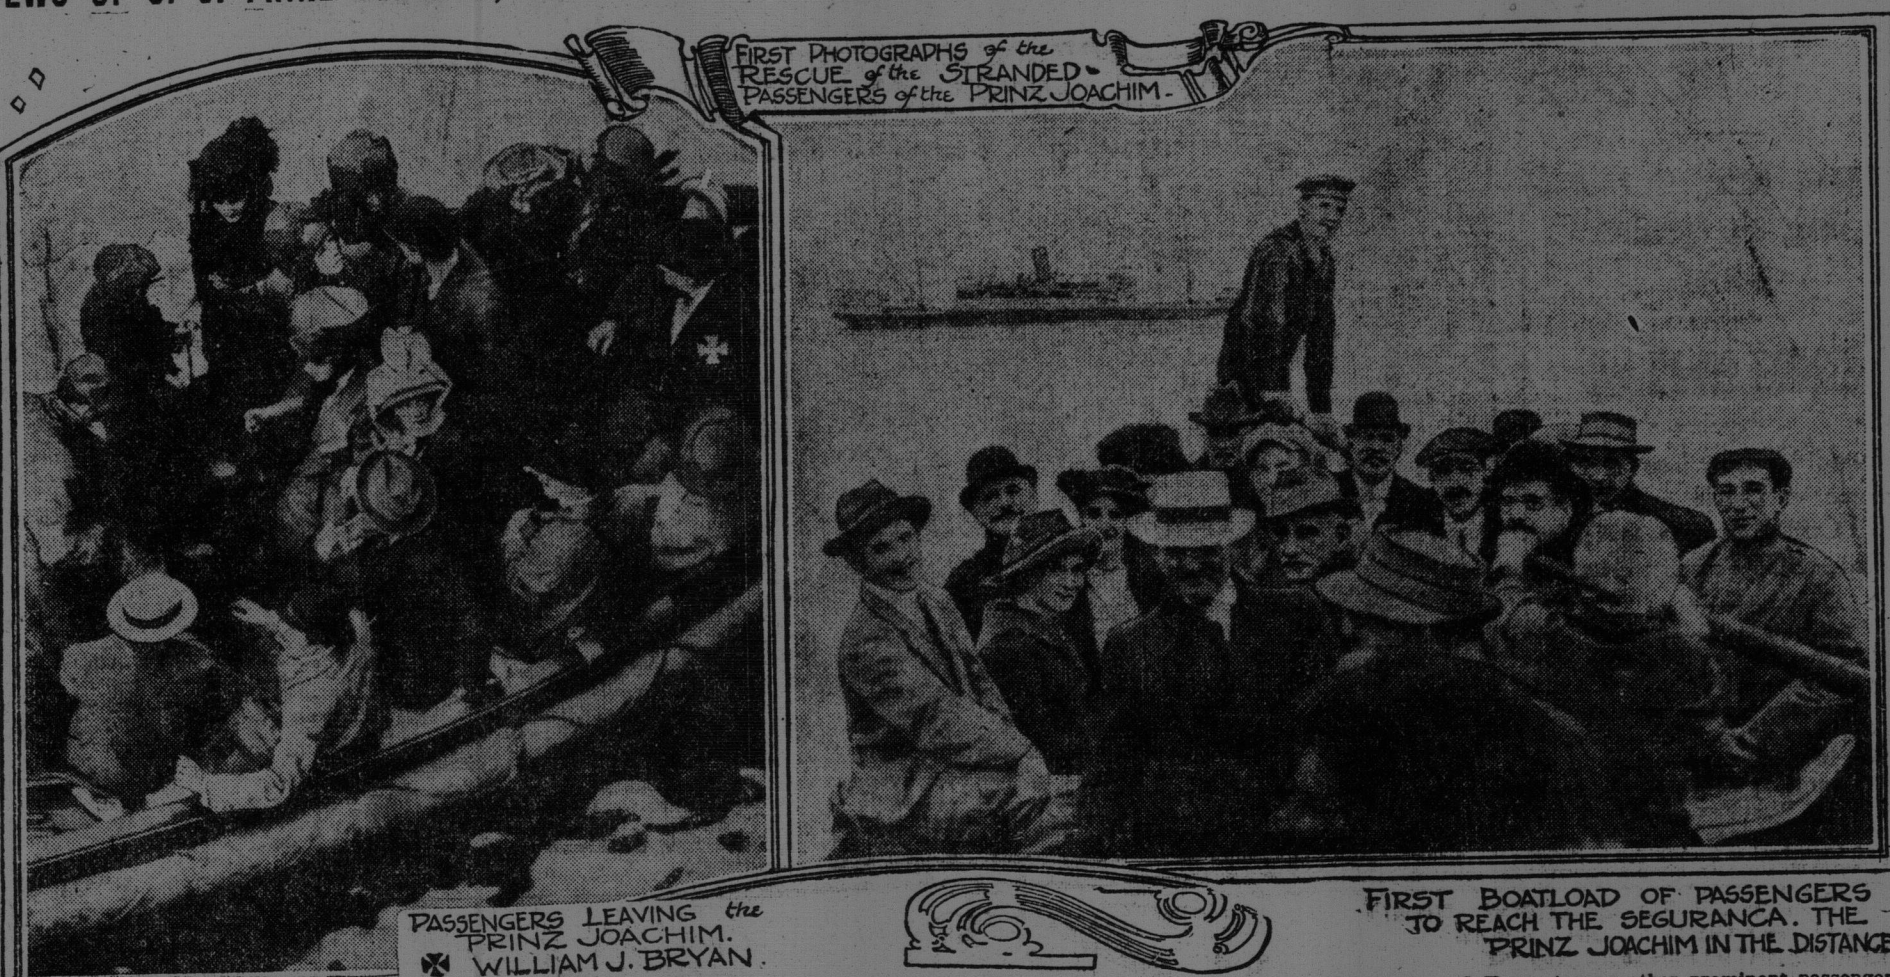 FIRST PHOTOGRAPHS of the
RESCUE of the STRANDED
PASSENGERS of the PRINZ JOACHIM -
PASSENGERS LEAVING the
PRINZ JOACHIM.
✠ WILLIAM J. BRYAN.
FIRST BOATLOAD OF PASSENGERS
TO REACH THE SEGURANCA. THE
PRINZ JOACHIM IN THE DISTANCE